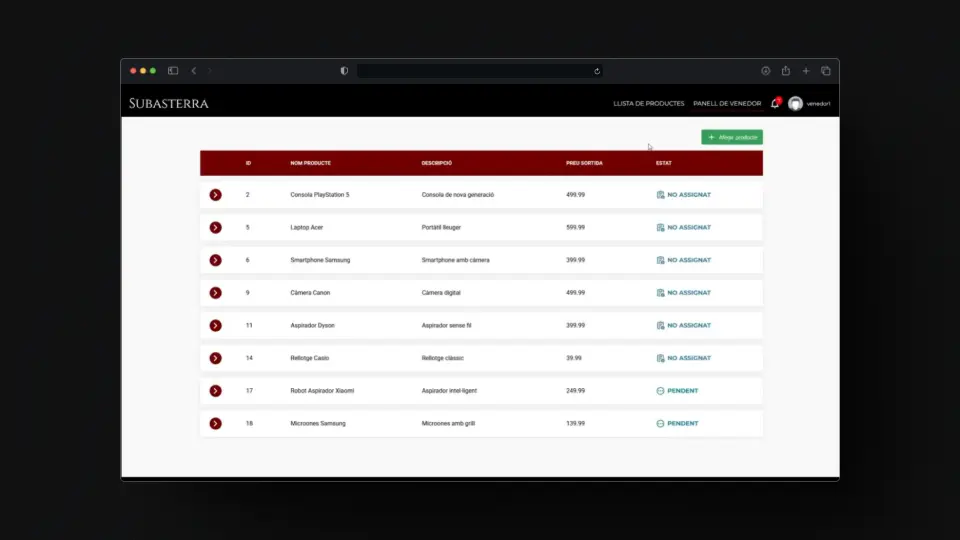 SUBASTERRA
LLISTA DE PRODUCTES PANELL DE VENEDOR venedor1
Afegir producte
ID NOM PRODUCTE DESCRIPCIÓ PREU SORTIDA ESTAT
2 Consola PlayStation 5 Consola de nova generació 499.99 NO ASSIGNAT
5 Laptop Acer Portàtil lleuger 599.99 NO ASSIGNAT
6 Smartphone Samsung Smartphone amb càmera 399.99 NO ASSIGNAT
9 Càmera Canon Càmera digital 499.99 NO ASSIGNAT
11 Aspirador Dyson Aspirador sense fil 399.99 NO ASSIGNAT
14 Rellotge Casio Rellotge clàssic 39.99 NO ASSIGNAT
17 Robot Aspirador Xiaomi Aspirador intel·ligent 249.99 PENDENT
18 Microones Samsung Microones amb grill 139.99 PENDENT